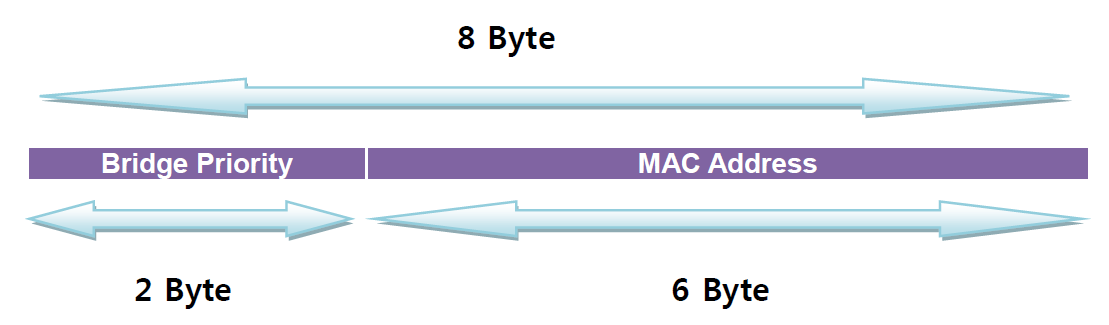 8 Byte
Bridge Priority
MAC Address
2 Byte
6 Byte